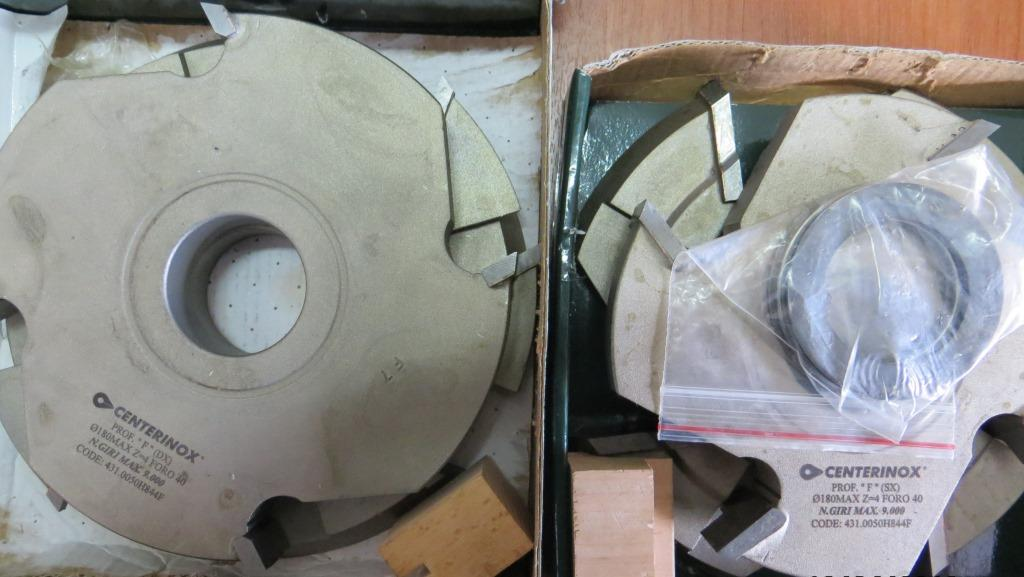 CENTERINOX
PROF. "F" (DX)
Ø180MAX Z=4 FORO 40
N.GIRI MAX. 9.000
CODE: 431.0050H844F
F7
CENTERINOX
PROF. "F" (SX)
Ø180MAX Z=4 FORO 40
N.GIRI MAX. 9.000
CODE: 431.0050H844F